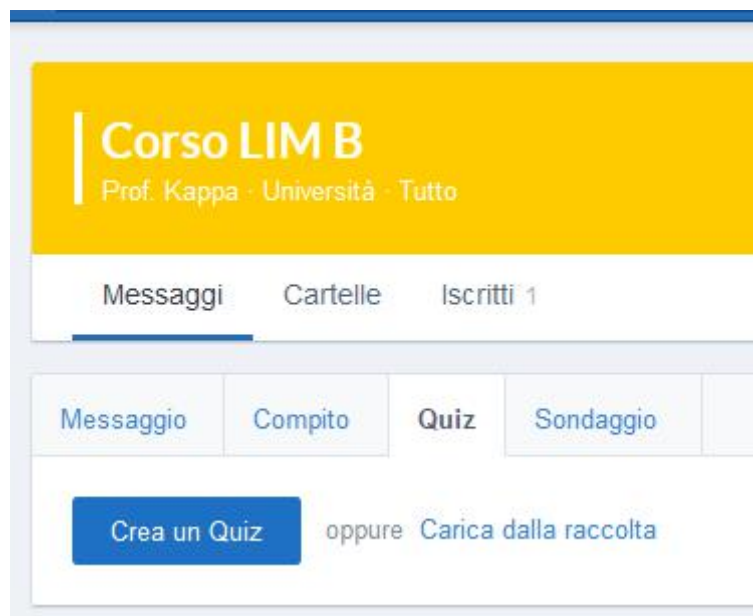 Corso LIM B
Prof. Kappa · Università · Tutto
Messaggi Cartelle Iscritti 1
Messaggio Compito Quiz Sondaggio
Crea un Quiz oppure Carica dalla raccolta